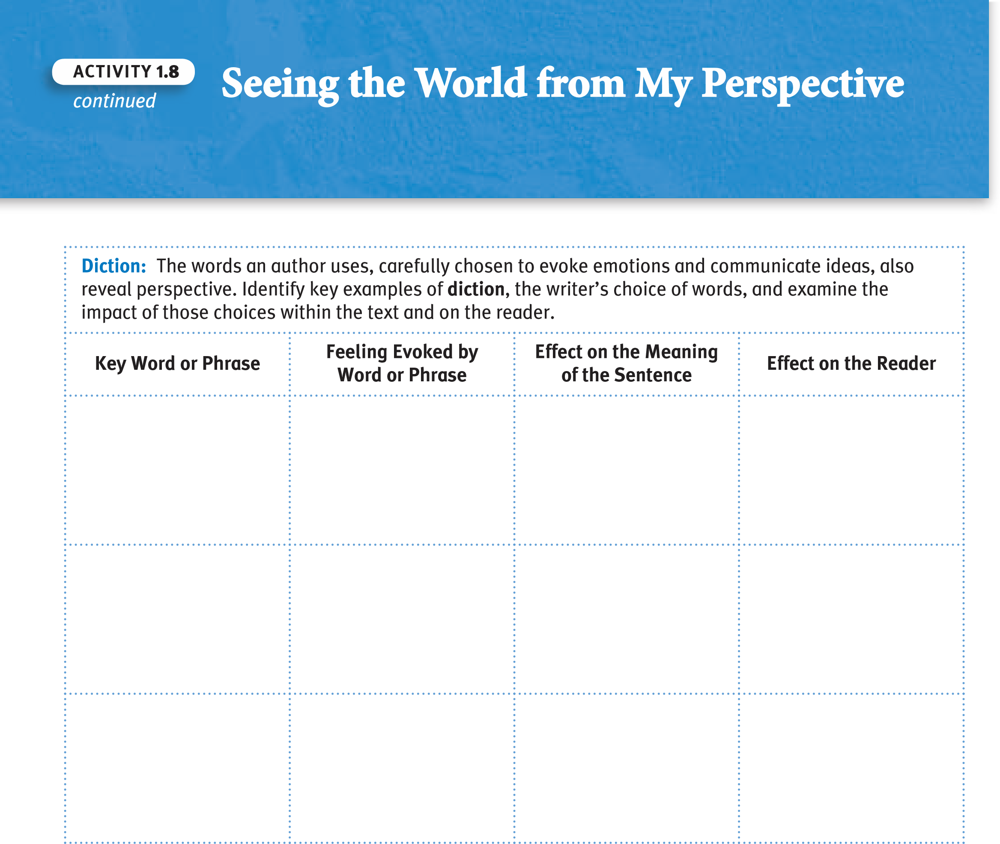 ACTIVITY 1.8
continued
Seeing the World from My Perspective
Diction: The words an author uses, carefully chosen to evoke emotions and communicate ideas, also
reveal perspective. Identify key examples of diction, the writer’s choice of words, and examine the
impact of those choices within the text and on the reader.
Key Word or Phrase
Feeling Evoked by
Word or Phrase
Effect on the Meaning
of the Sentence
Effect on the Reader